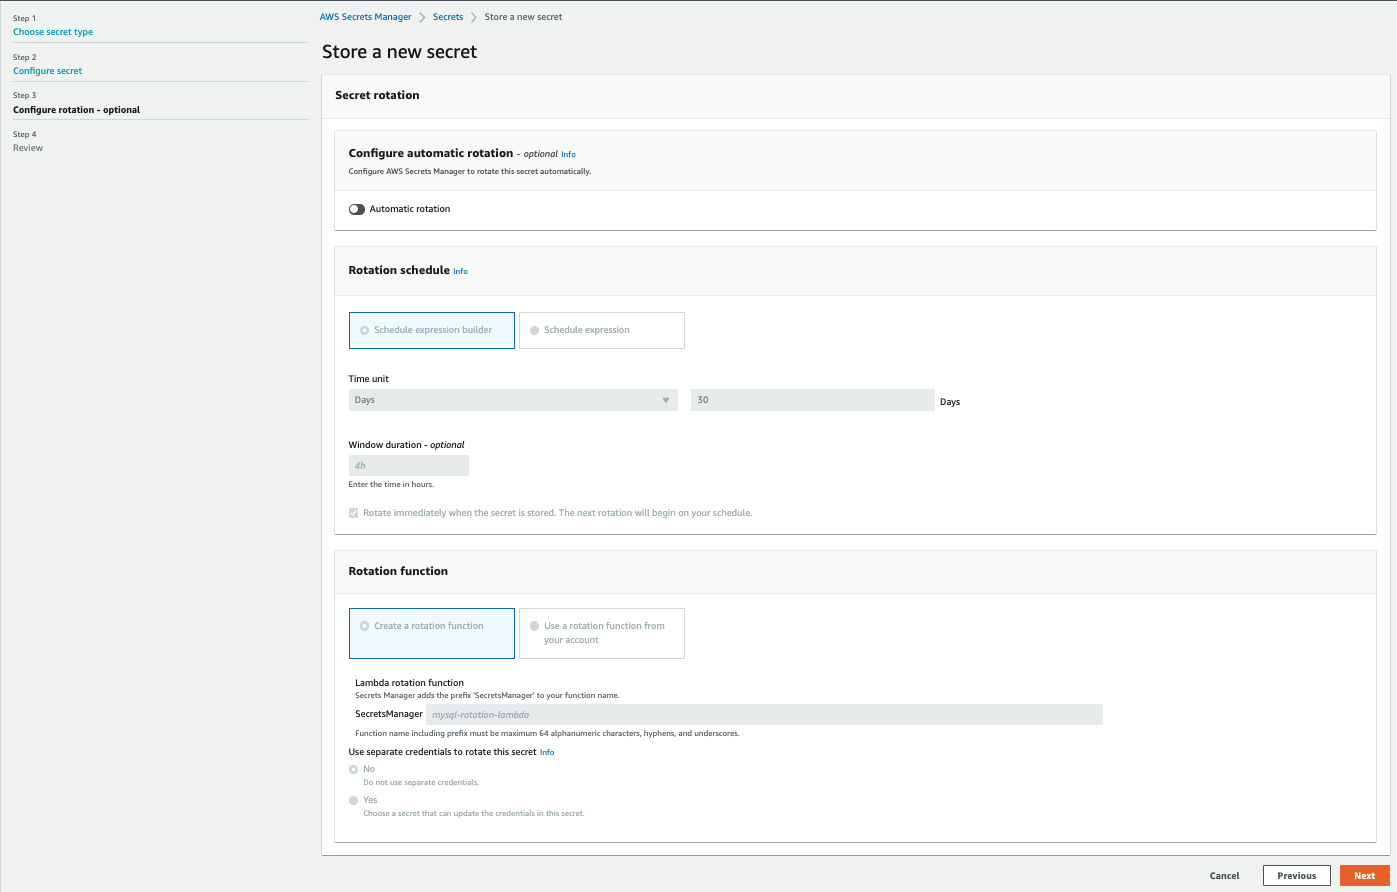 Step 1
Choose secret type
Step 2
Configure secret
Step 3
Configure rotation - optional
Step 4
Review
AWS Secrets Manager > Secrets > Store a new secret
Store a new secret
Secret rotation
Configure automatic rotation - optional Info
Configure AWS Secrets Manager to rotate this secret automatically.
Automatic rotation
Rotation schedule Info
Schedule expression builder
Schedule expression
Time unit
Days
30
Days
Window duration - optional
4h
Enter the time in hours.
Rotate immediately when the secret is stored. The next rotation will begin on your schedule.
Rotation function
Create a rotation function
Use a rotation function from
your account
Lambda rotation function
Secrets Manager adds the prefix 'SecretsManager' to your function name.
SecretsManager
mysql-rotation-lambda
Function name including prefix must be maximum 64 alphanumeric characters, hyphens, and underscores.
Use separate credentials to rotate this secret Info
No
Do not use separate credentials.
Yes
Choose a secret that can update the credentials in this secret.
Cancel
Previous
Next